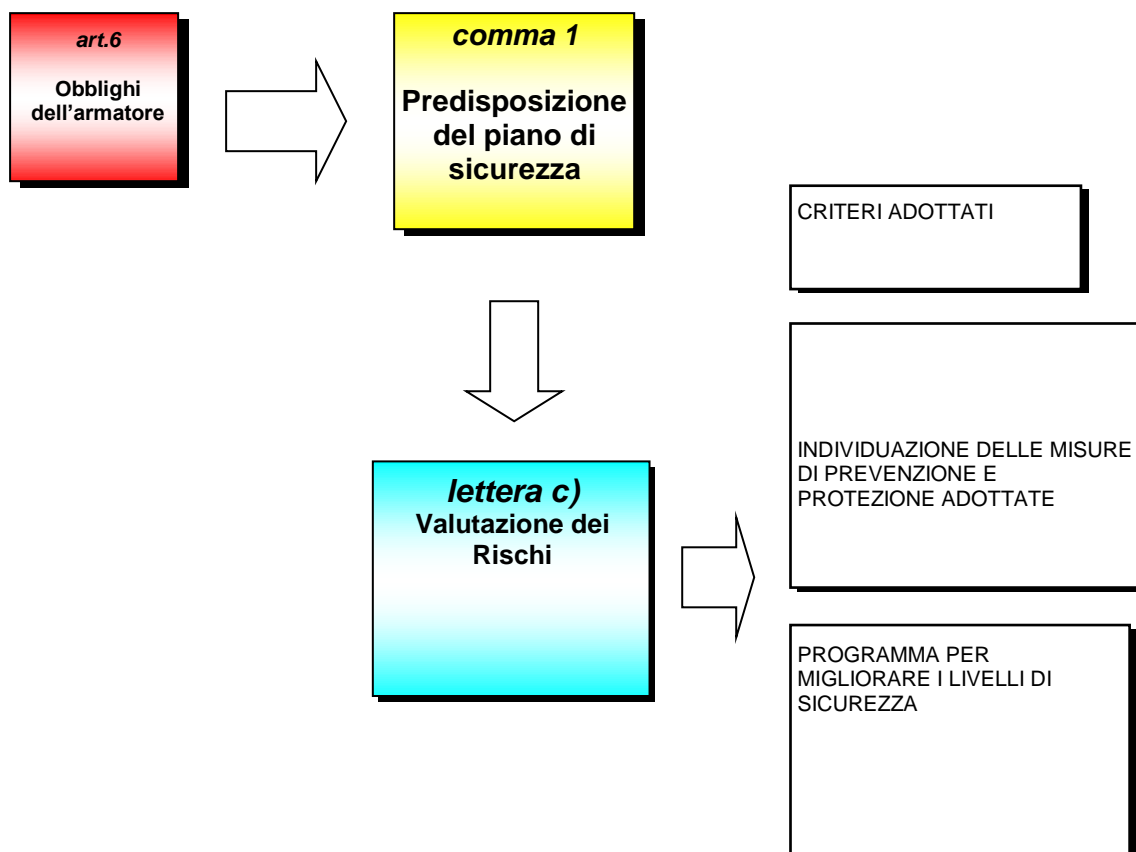 art.6
Obblighi
dell'armatore
comma 1
Predisposizione
del piano di
sicurezza
lettera c)
Valutazione dei
Rischi
CRITERI ADOTTATI
INDIVIDUAZIONE DELLE MISURE
DI PREVENZIONE E
PROTEZIONE ADOTTATE
PROGRAMMA PER
MIGLIORARE I LIVELLI DI
SICUREZZA